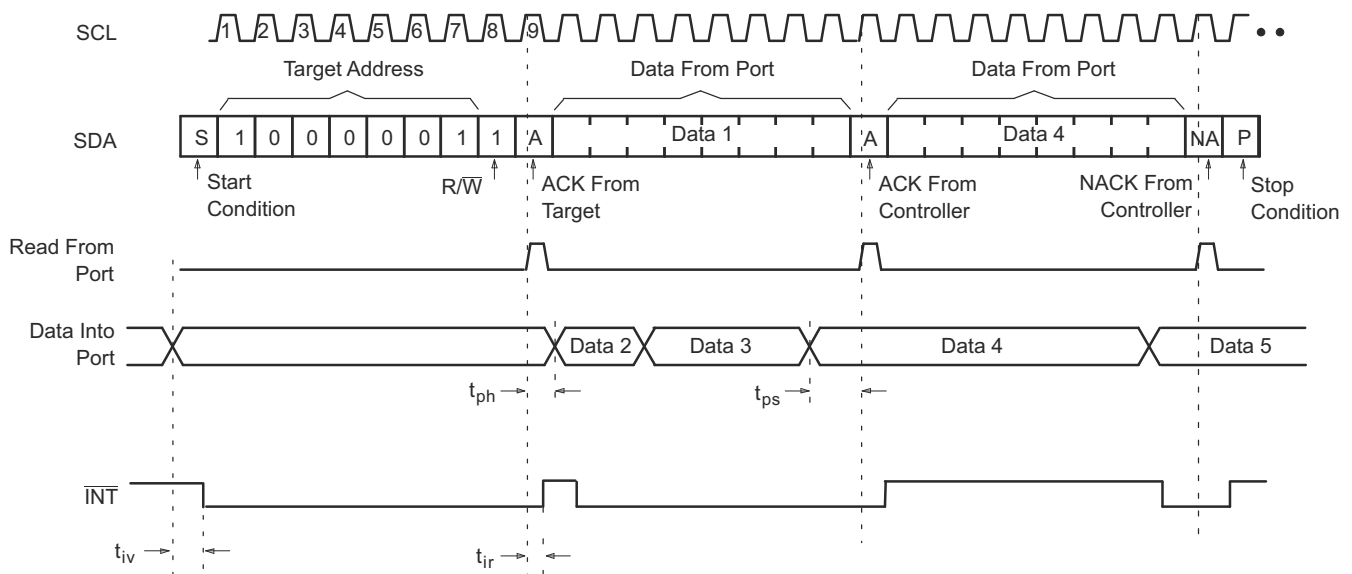 SCL
1 2 3 4 5 6 7 8 9
Target Address
Data From Port
Data From Port
SDA
S 1 0 0 0 0 0 1 1 A Data 1 A Data 4 NA P
Start
Condition
R/W̅
ACK From
Target
ACK From
Controller
NACK From
Controller
Stop
Condition
Read From
Port
Data Into
Port
Data 2
Data 3
Data 4
Data 5
tph
tps
I̅N̅T̅
tiv
tir